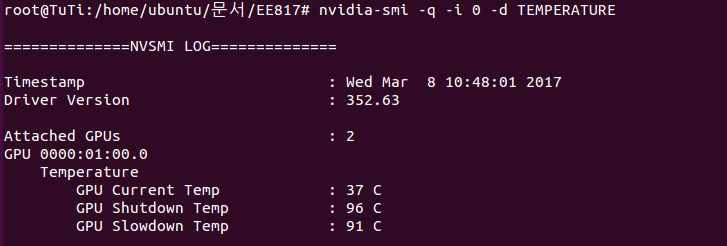 root@TuTi:/home/ubuntu/문서/EE817# nvidia-smi -q -i 0 -d TEMPERATURE
==============NVSMI LOG==============
Timestamp : Wed Mar  8 10:48:01 2017
Driver Version : 352.63
Attached GPUs : 2
GPU 0000:01:00.0
Temperature
GPU Current Temp : 37 C
GPU Shutdown Temp : 96 C
GPU Slowdown Temp : 91 C